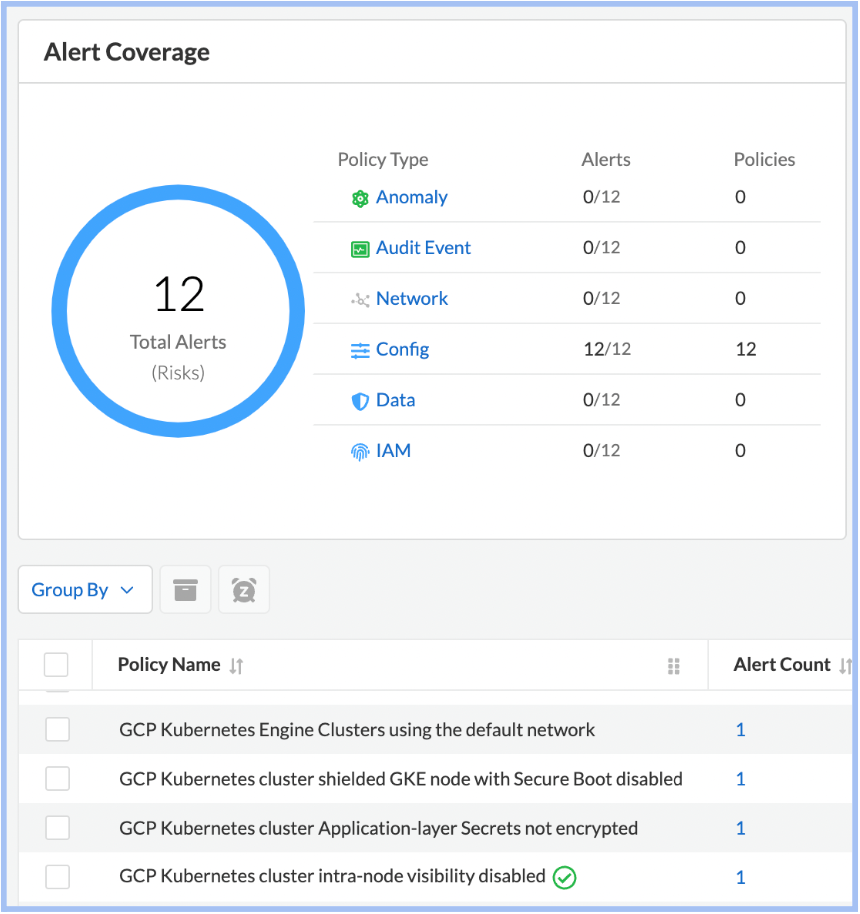 Alert Coverage
Policy Type Alerts Policies
Anomaly 0/12 0
Audit Event 0/12 0
Network 0/12 0
Config 12/12 12
Data 0/12 0
IAM 0/12 0
12
Total Alerts
(Risks)
Group By
Policy Name Alert Count
GCP Kubernetes Engine Clusters using the default network 1
GCP Kubernetes cluster shielded GKE node with Secure Boot disabled 1
GCP Kubernetes cluster Application-layer Secrets not encrypted 1
GCP Kubernetes cluster intra-node visibility disabled 1